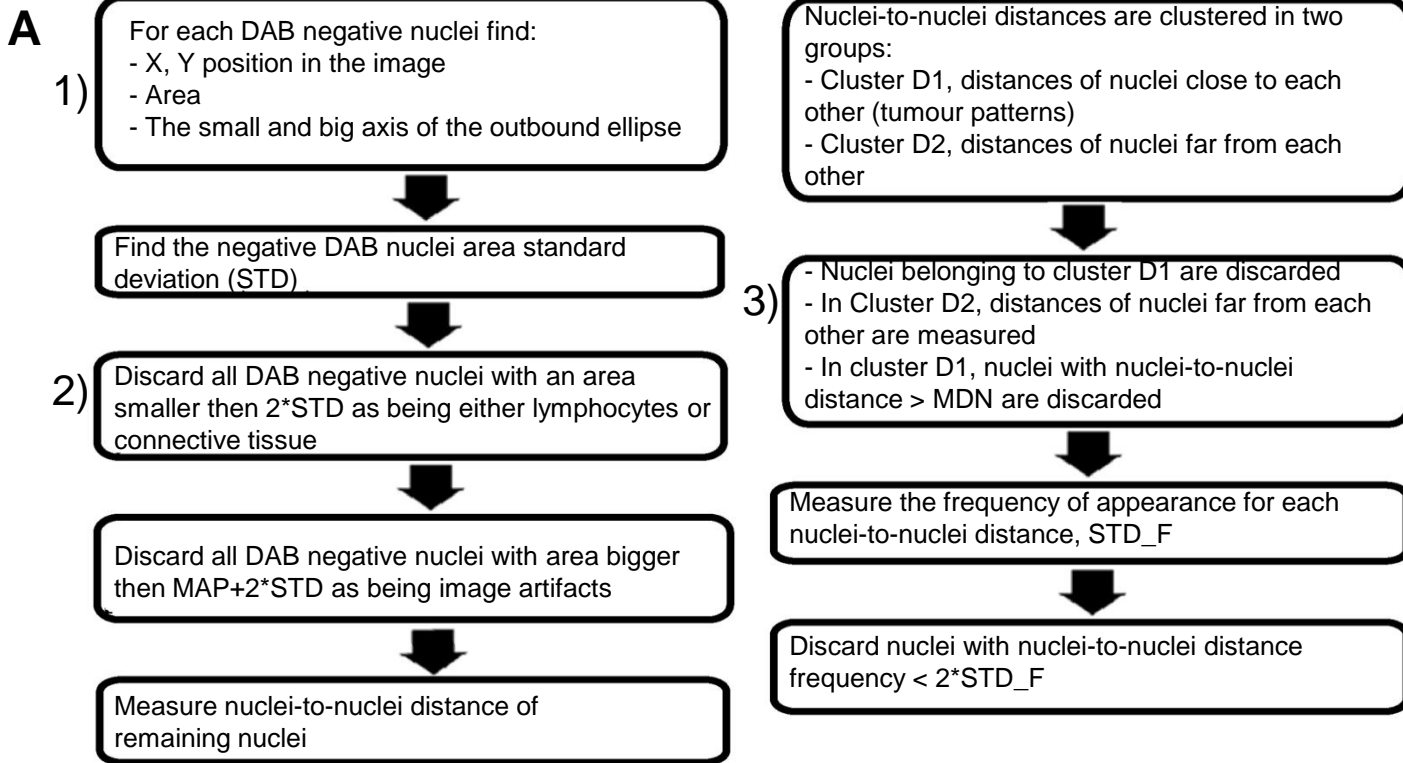 A
1)
For each DAB negative nuclei find:
- X, Y position in the image
- Area
- The small and big axis of the outbound ellipse
Find the negative DAB nuclei area standard
deviation (STD)
2)
Discard all DAB negative nuclei with an area
smaller then 2*STD as being either lymphocytes or
connective tissue
Discard all DAB negative nuclei with area bigger
then MAP+2*STD as being image artifacts
Measure nuclei-to-nuclei distance of
remaining nuclei
Nuclei-to-nuclei distances are clustered in two
groups:
- Cluster D1, distances of nuclei close to each
other (tumour patterns)
- Cluster D2, distances of nuclei far from each
other
3)
- Nuclei belonging to cluster D1 are discarded
- In Cluster D2, distances of nuclei far from each
other are measured
- In cluster D1, nuclei with nuclei-to-nuclei
distance > MDN are discarded
Measure the frequency of appearance for each
nuclei-to-nuclei distance, STD_F
Discard nuclei with nuclei-to-nuclei distance
frequency < 2*STD_F